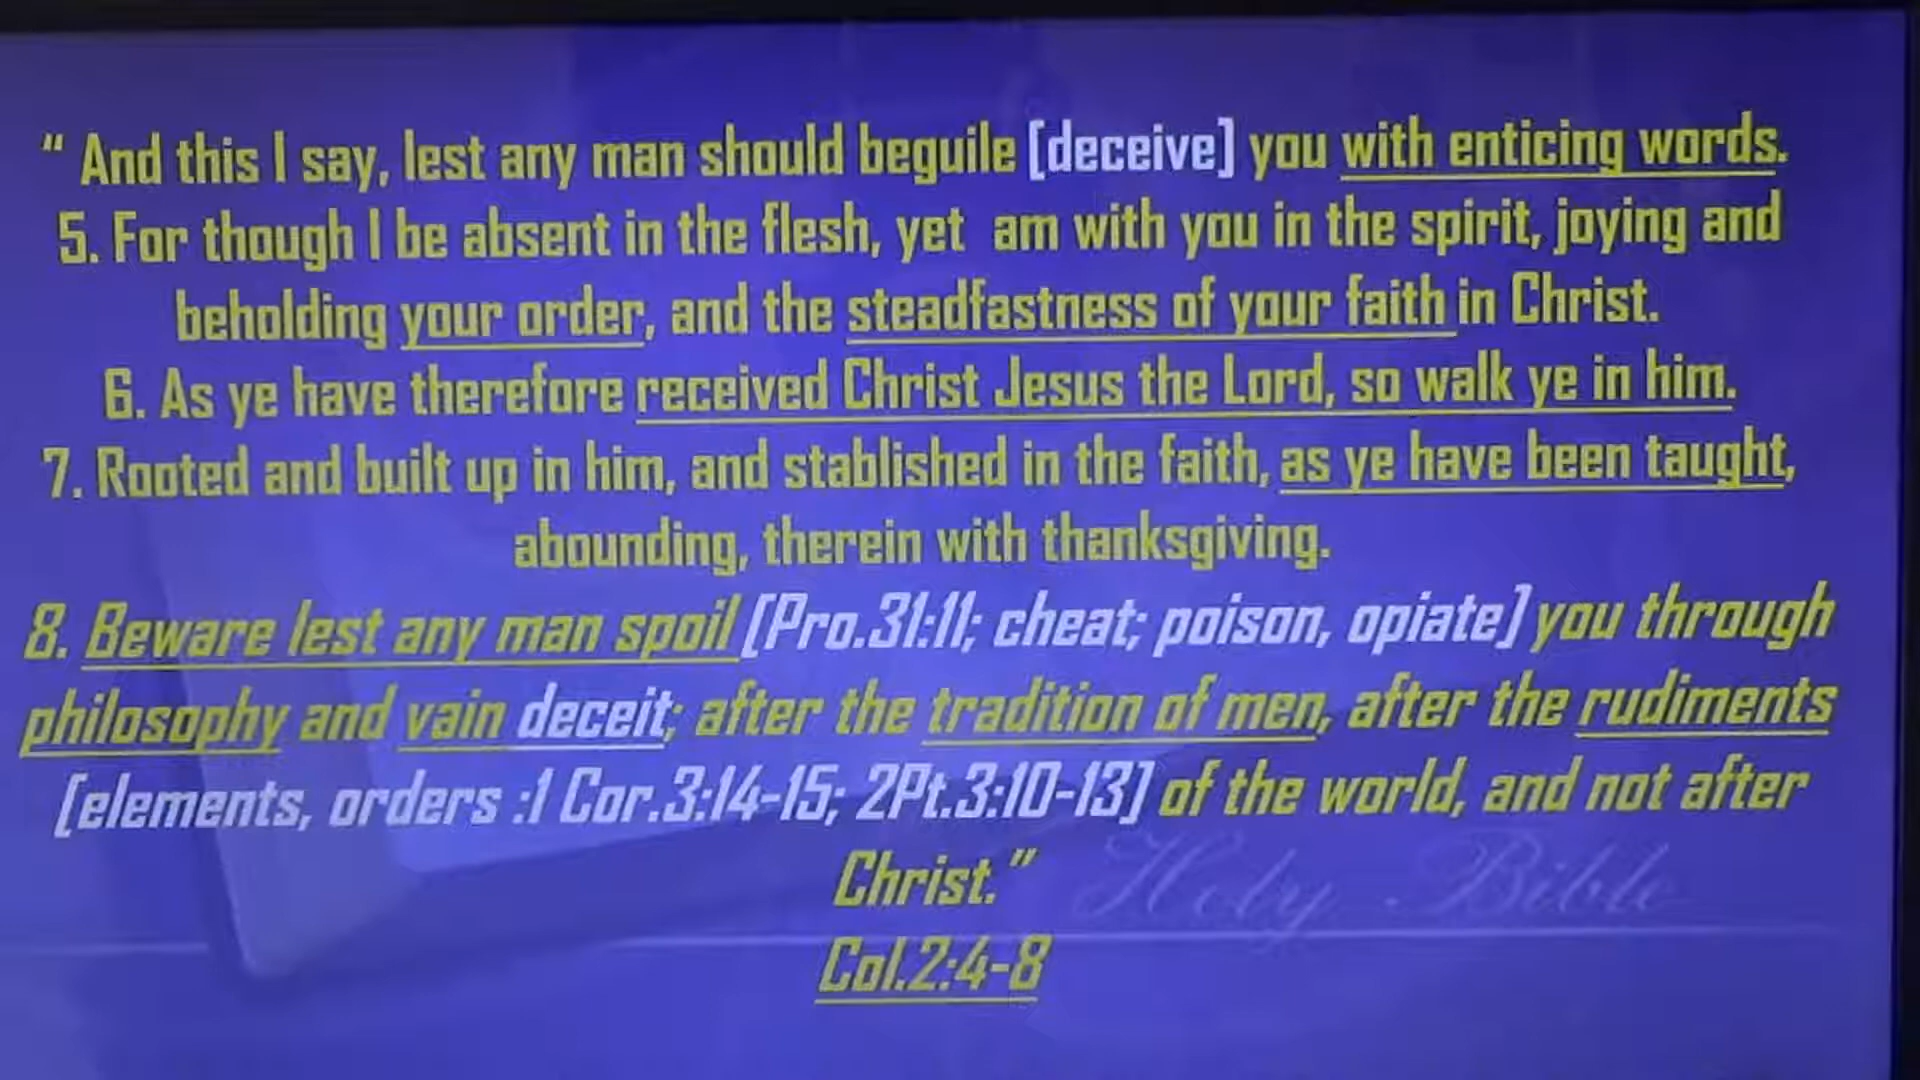 “ And this I say, lest any man should beguile [deceive] you with enticing words.
5. For though I be absent in the flesh, yet am with you in the spirit, joying and
beholding your order, and the steadfastness of your faith in Christ.
6. As ye have therefore received Christ Jesus the Lord, so walk ye in him.
7. Rooted and built up in him, and stablished in the faith, as ye have been taught,
abounding, therein with thanksgiving.
8. Beware lest any man spoil [Pro.31:11; cheat; poison, opiate] you through
philosophy and vain deceit; after the tradition of men, after the rudiments
[elements, orders :1 Cor.3:14-15; 2Pt.3:10-13] of the world, and not after
Christ.”
Holy Bible
Col.2:4-8